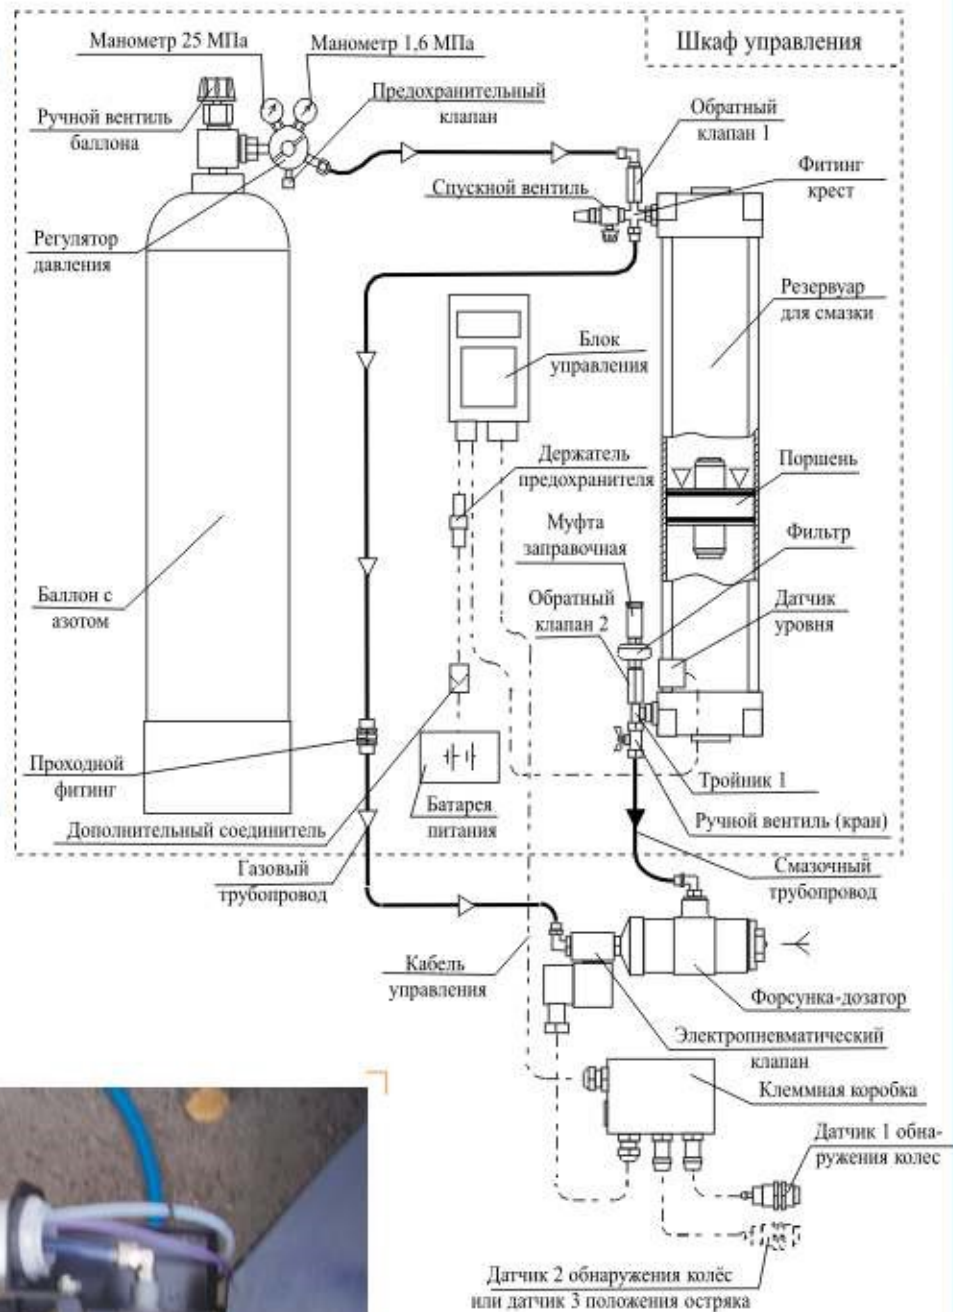 Манометр 25 МПа
Манометр 1,6 МПа
Шкаф управления
Ручной вентиль
баллона
Предохранительный
клапан
Обратный
клапан 1
Спускной вентиль
Фитинг
крест
Регулятор
давления
Резервуар
для смазки
Блок
управления
Держатель
предохранителя
Поршень
Муфта
заправочная
Фильтр
Баллон с
азотом
Обратный
клапан 2
Датчик
уровня
Проходной
фитинг
Батарея
питания
Тройник 1
Дополнительный соединитель
Ручной вентиль (кран)
Газовый
трубопровод
Смазочный
трубопровод
Кабель
управления
Форсунка-дозатор
Электропневматический
клапан
Клеммная коробка
Датчик 1 обна-
ружения колес
Датчик 2 обнаружения колёс
или датчик 3 положения остряка